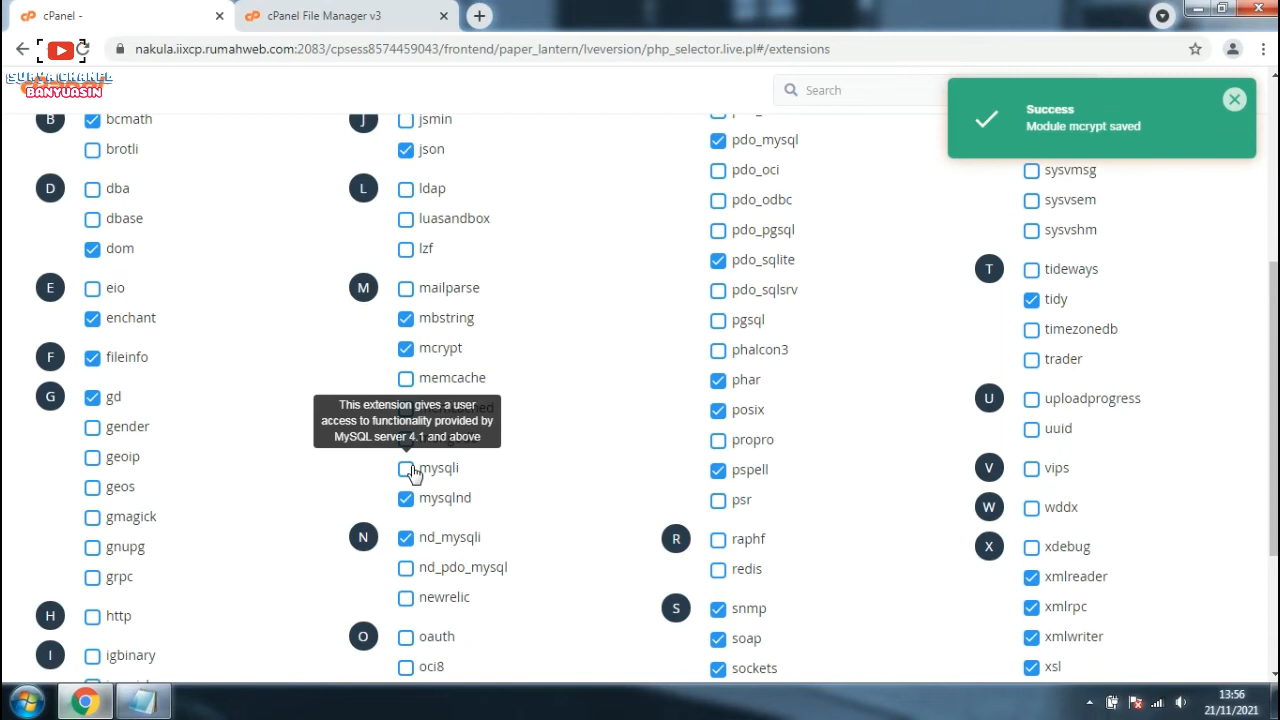 cPanel -
cPanel File Manager v3
nakula.iixcp.rumahweb.com:2083/cpsess8574459043/frontend/paper_lantern/lveversion/php_selector.live.pl#/extensions
SURYA CHANEL
BANYUASIN
Search
Success
Module mcrypt saved
B
bcmath
brotli
D
dba
dbase
dom
E
eio
enchant
F
fileinfo
G
gd
gender
geoip
geos
gmagick
gnupg
grpc
H
http
I
igbinary
J
jsmin
json
L
ldap
luasandbox
lzf
M
mailparse
mbstring
mcrypt
memcache
This extension gives a user
access to functionality provided by
MySQL server 4.1 and above
mysqli
mysqlnd
N
nd_mysqli
nd_pdo_mysql
newrelic
O
oauth
oci8
pdo_mysql
pdo_oci
pdo_odbc
pdo_pgsql
pdo_sqlite
pdo_sqlsrv
pgsql
phalcon3
phar
posix
propro
pspell
psr
R
raphf
redis
S
snmp
soap
sockets
sysvmsg
sysvsem
sysvshm
T
tideways
tidy
timezonedb
trader
U
uploadprogress
uuid
V
vips
W
wddx
X
xdebug
xmlreader
xmlrpc
xmlwriter
xsl
13:56
21/11/2021